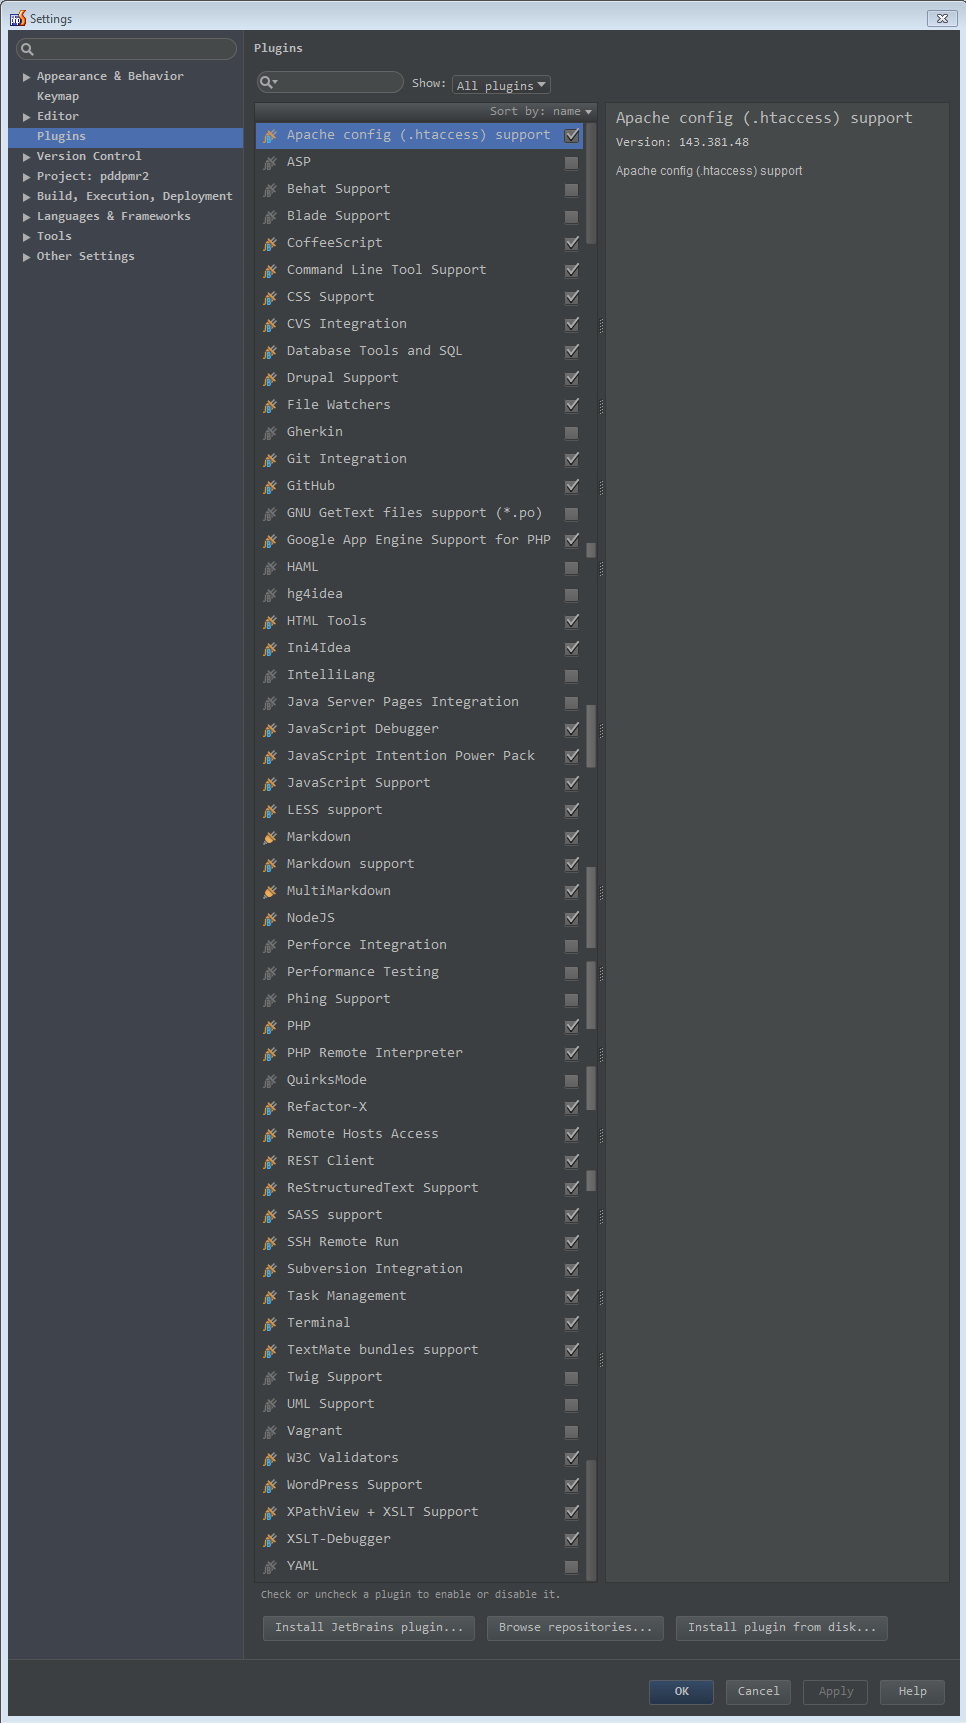 Settings
Appearance & Behavior
Keymap
Editor
Plugins
Version Control
Project: pddpmr2
Build, Execution, Deployment
Languages & Frameworks
Tools
Other Settings
Plugins
Show: All plugins
Sort by: name
Apache config (.htaccess) support
ASP
Behat Support
Blade Support
CoffeeScript
Command Line Tool Support
CSS Support
CVS Integration
Database Tools and SQL
Drupal Support
File Watchers
Gherkin
Git Integration
GitHub
GNU GetText files support (*.po)
Google App Engine Support for PHP
HAML
hg4idea
HTML Tools
Ini4Idea
IntelliLang
Java Server Pages Integration
JavaScript Debugger
JavaScript Intention Power Pack
JavaScript Support
LESS support
Markdown
Markdown support
MultiMarkdown
NodeJS
Perforce Integration
Performance Testing
Phing Support
PHP
PHP Remote Interpreter
QuirksMode
Refactor-X
Remote Hosts Access
REST Client
ReStructuredText Support
SASS support
SSH Remote Run
Subversion Integration
Task Management
Terminal
TextMate bundles support
Twig Support
UML Support
Vagrant
W3C Validators
WordPress Support
XPathView + XSLT Support
XSLT-Debugger
YAML
Apache config (.htaccess) support
Version: 143.381.48
Apache config (.htaccess) support
Check or uncheck a plugin to enable or disable it.
Install JetBrains plugin... Browse repositories... Install plugin from disk...
OK Cancel Apply Help